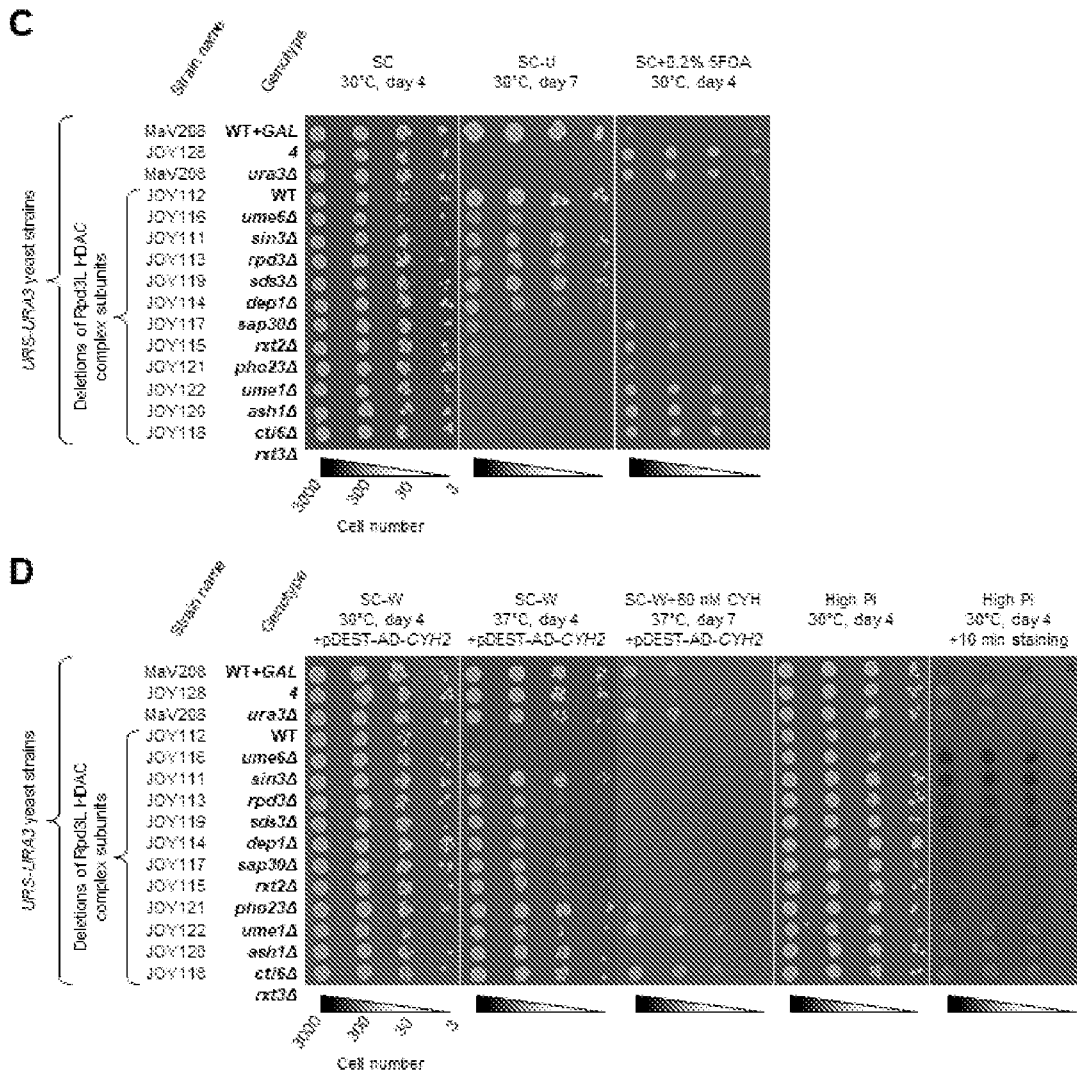 C
Strain name
Genotype
SC
30°C, day 4
SC-U
30°C, day 7
SC+0.2% 5FOA
30°C, day 4
URS-URA3 yeast strains
Deletions of Rpd3L HDAC
complex subunits
MaV208 WT+GAL
JOY128 4
MaV208 ura3Δ
JOY112 WT
JOY116 ume6Δ
JOY111 sin3Δ
JOY113 rpd3Δ
JOY119 sds3Δ
JOY114 dep1Δ
JOY117 sap30Δ
JOY115 rxt2Δ
JOY121 pho23Δ
JOY122 ume1Δ
ash1Δ
JOY118 cti6Δ
rxt3Δ
3000
300
30
3
Cell number
D
Strain name
Genotype
SC-W
30°C, day 4
+pDEST-AD-CYH2
SC-W
37°C, day 4
+pDEST-AD-CYH2
SC-W+60 nM CYH
37°C, day 7
+pDEST-AD-CYH2
High Pi
30°C, day 4
High Pi
30°C, day 4
+10 min staining
URS-URA3 yeast strains
Deletions of Rpd3L HDAC
complex subunits
MaV208 WT+GAL
JOY128 4
MaV208 ura3Δ
JOY112 WT
JOY116 ume6Δ
JOY111 sin3Δ
JOY113 rpd3Δ
JOY119 sds3Δ
JOY114 dep1Δ
JOY117 sap30Δ
JOY115 rxt2Δ
JOY121 pho23Δ
JOY122 ume1Δ
ash1Δ
JOY118 cti6Δ
rxt3Δ
3000
300
30
3
Cell number